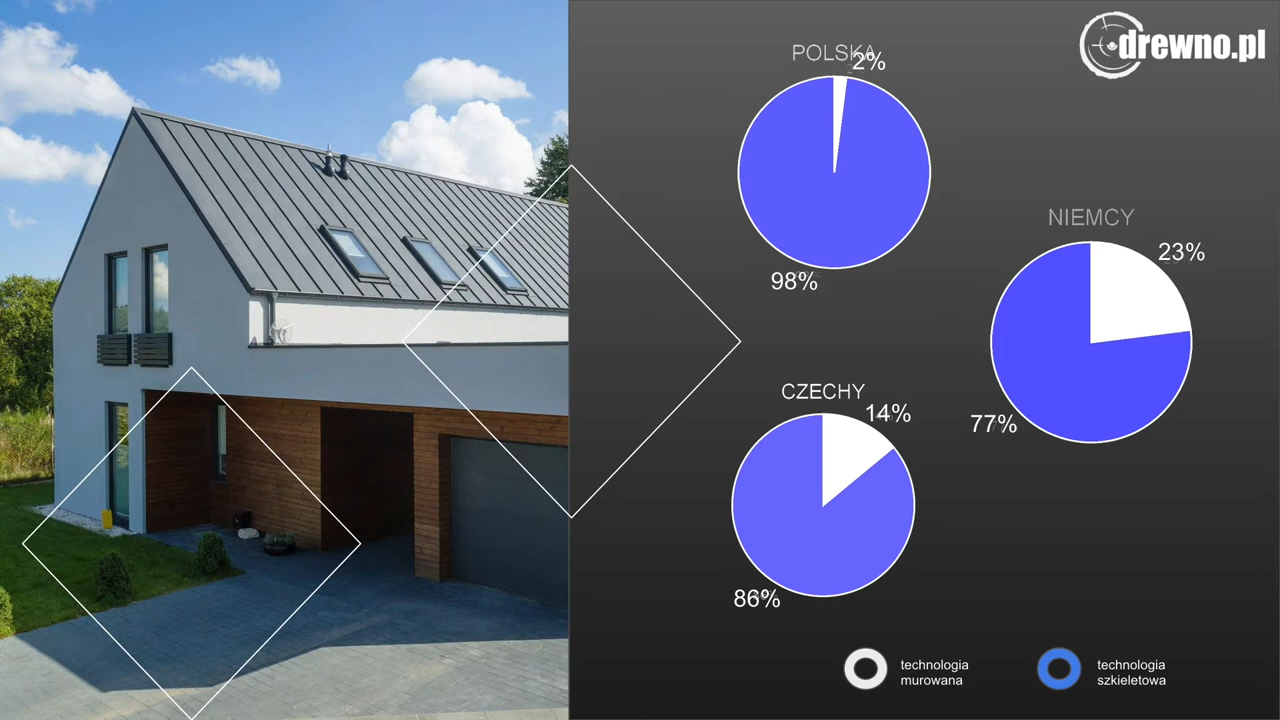 drewno.pl
POLSKA
2%
98%
NIEMCY
23%
77%
CZECHY
14%
86%
technologia
murowana
technologia
szkieletowa